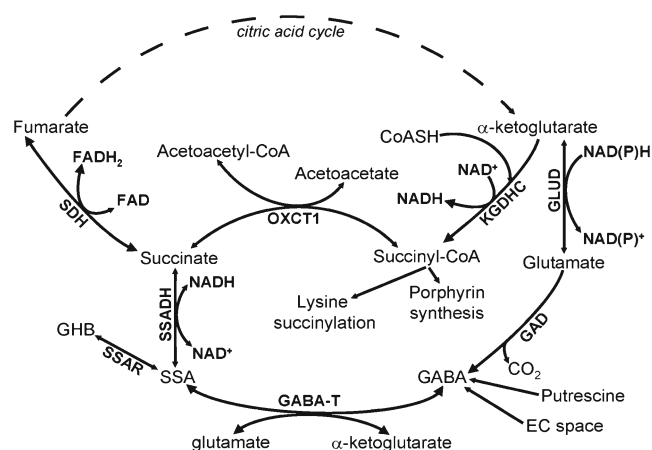 citric acid cycle
Fumarate
α-ketoglutarate
CoASH
Acetoacetyl-CoA
FADH2
NAD(P)H
NAD+
Acetoacetate
FAD
NADH
KGDHC
GLUD
SDH
OXCT1
NAD(P)+
Succinate
Succinyl-CoA
Glutamate
NADH
SSADH
Lysine
succinylation
Porphyrin
synthesis
GHB
GAD
NAD+
SSAR
CO2
SSA
GABA
GABA-T
Putrescine
EC space
glutamate
α-ketoglutarate